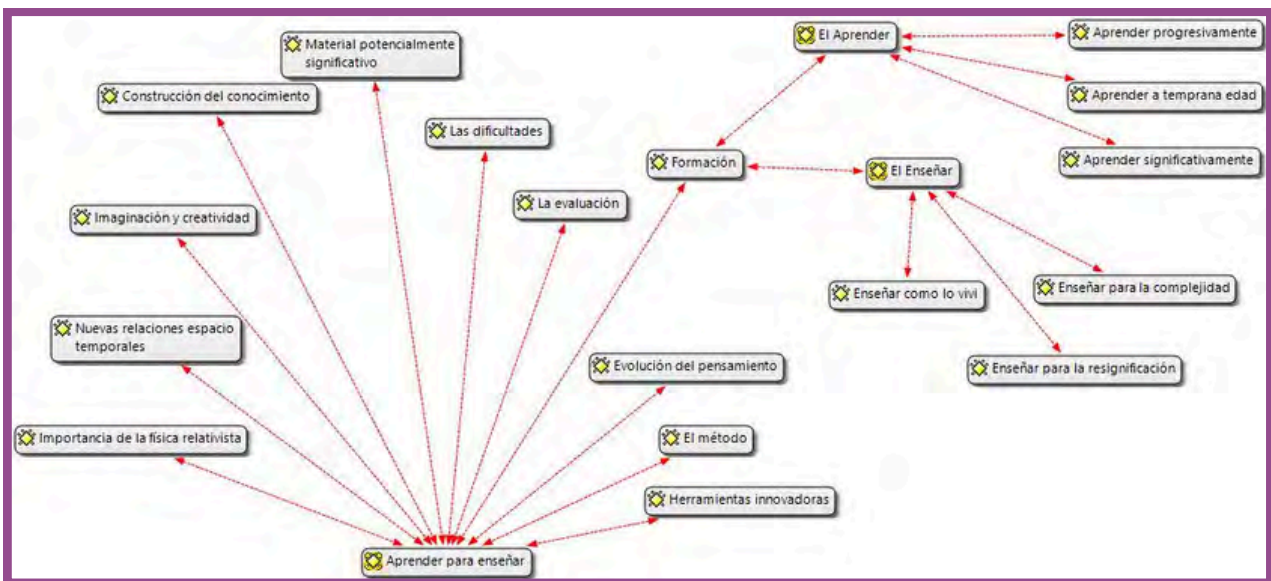 El Aprender
Aprender progresivamente
Material potencialmente
significativo
Construcción del conocimiento
Aprender a temprana edad
Las dificultades
Formación
Aprender significativamente
El Enseñar
La evaluación
Imaginación y creatividad
Enseñar como lo vivi
Enseñar para la complejidad
Nuevas relaciones espacio
temporales
Evolución del pensamiento
Enseñar para la resignificación
Importancia de la física relativista
El método
Herramientas innovadoras
Aprender para enseñar